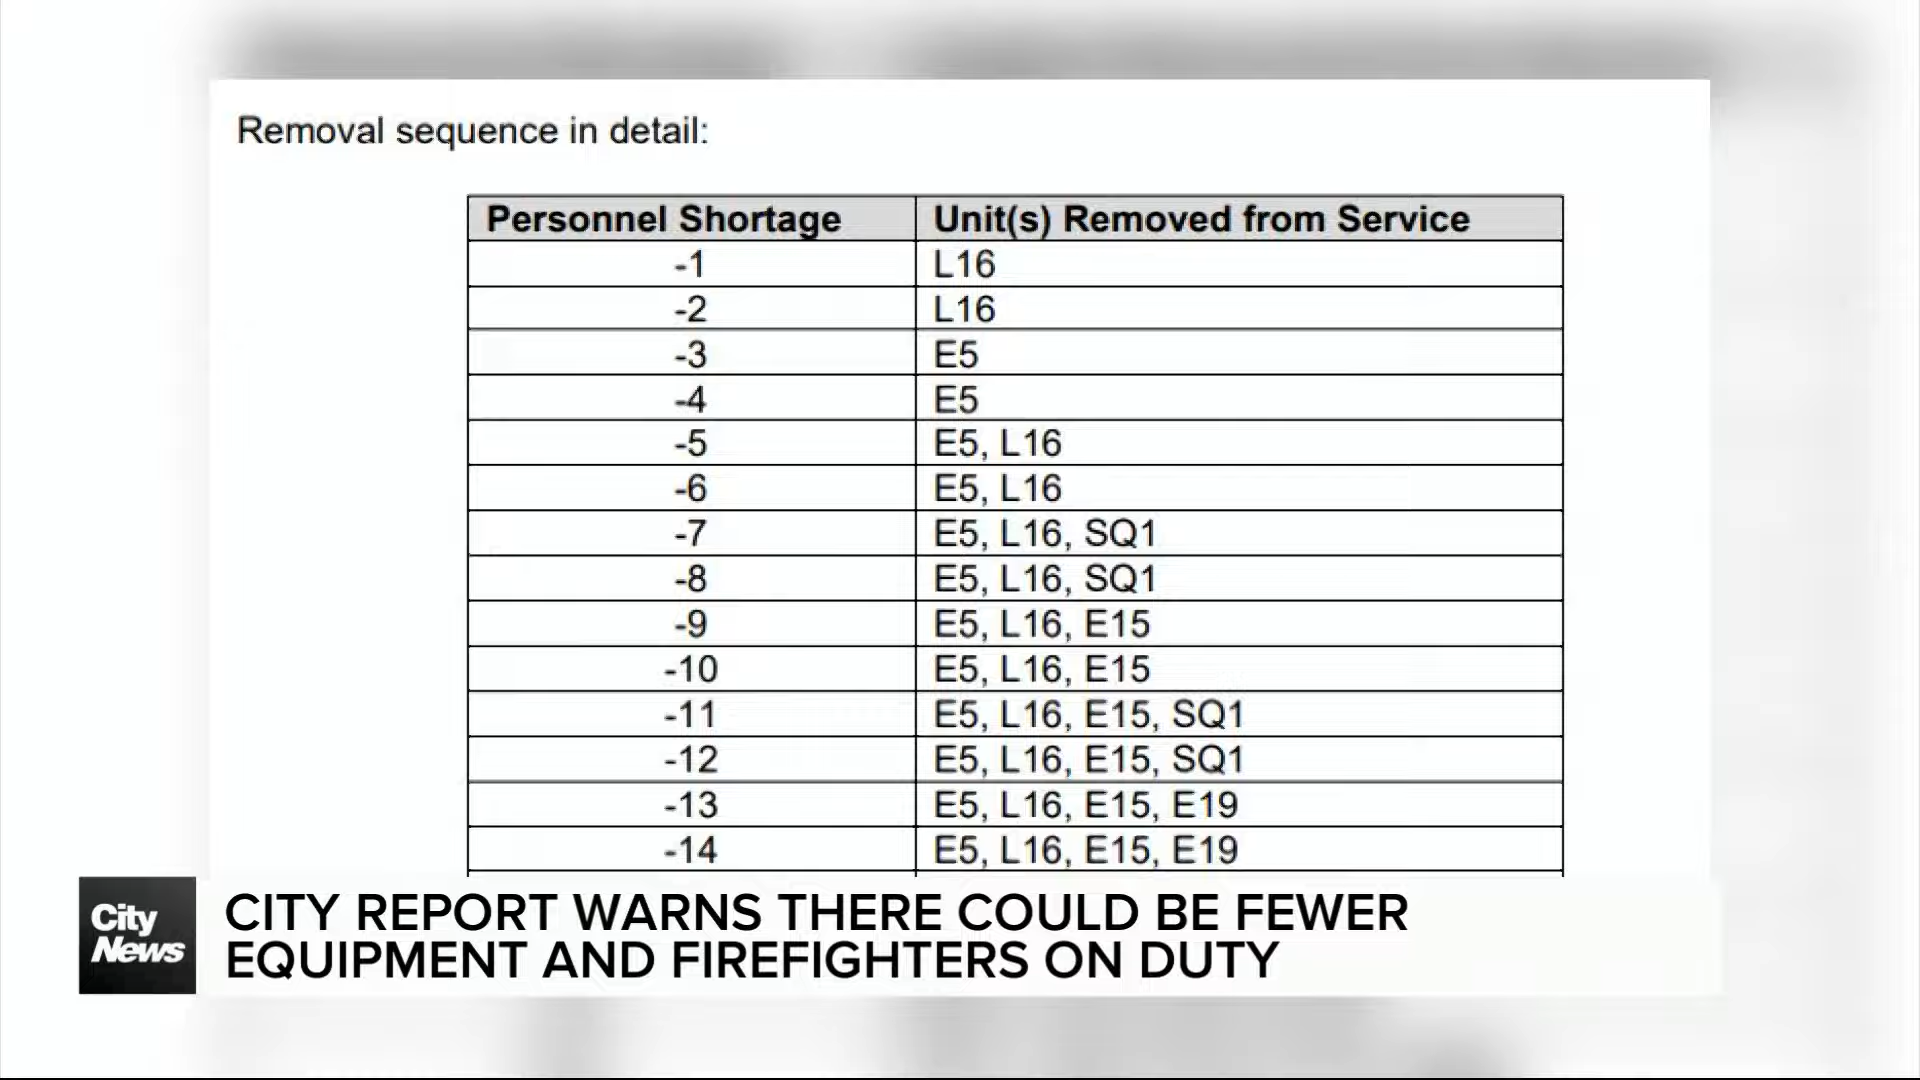 Removal sequence in detail:
Personnel Shortage Unit(s) Removed from Service
-1 L16
-2 L16
-3 E5
-4 E5
-5 E5, L16
-6 E5, L16
-7 E5, L16, SQ1
-8 E5, L16, SQ1
-9 E5, L16, E15
-10 E5, L16, E15
-11 E5, L16, E15, SQ1
-12 E5, L16, E15, SQ1
-13 E5, L16, E15, E19
-14 E5, L16, E15, E19
City
News
CITY REPORT WARNS THERE COULD BE FEWER
EQUIPMENT AND FIREFIGHTERS ON DUTY